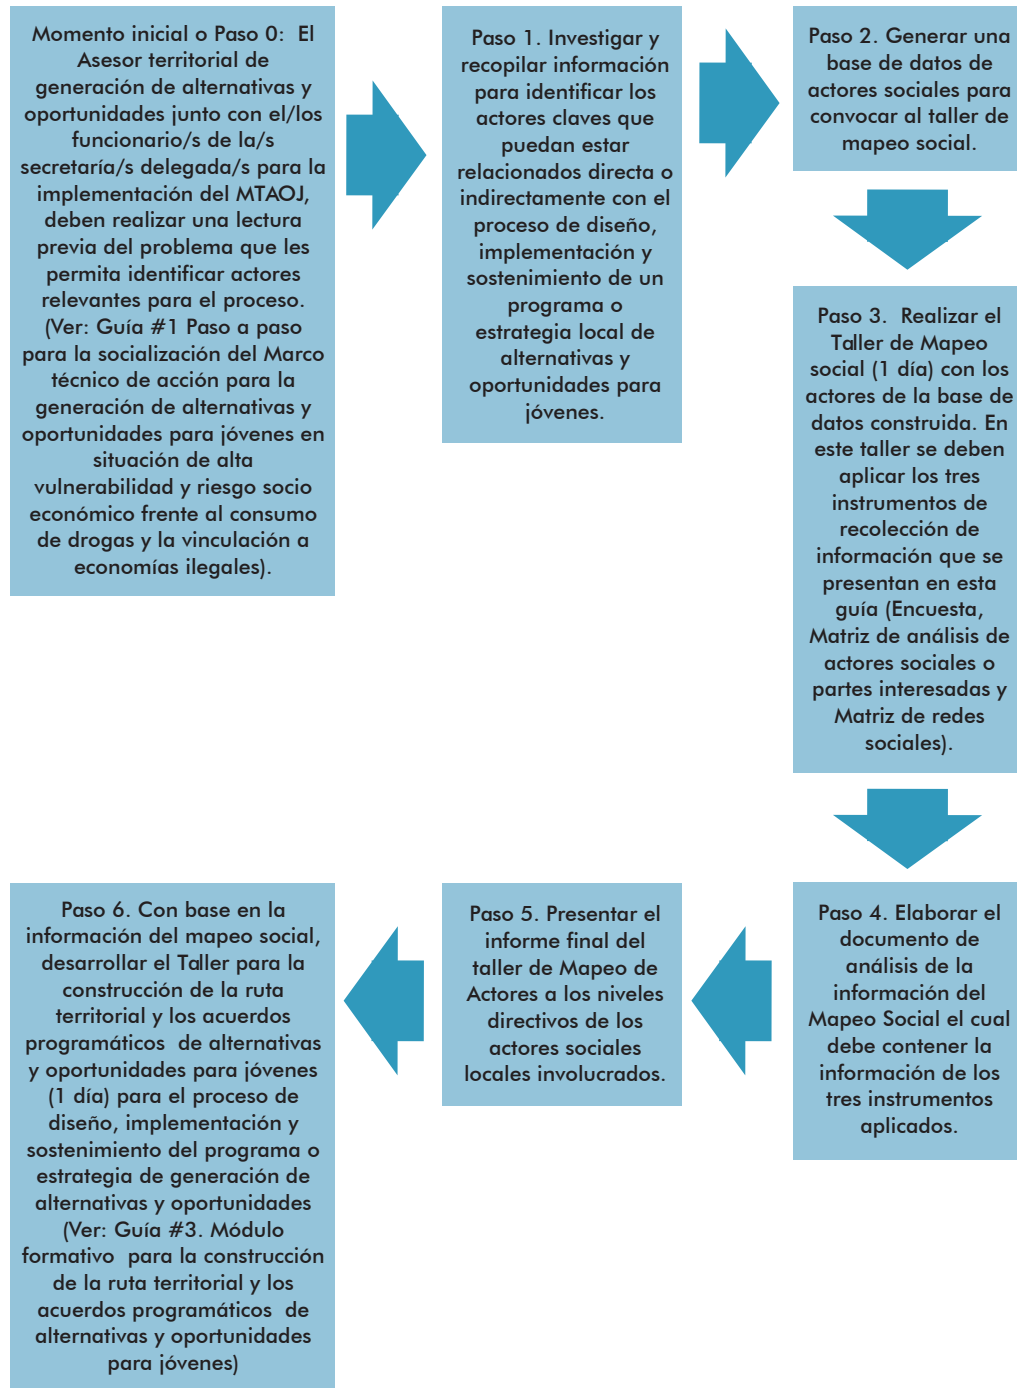 Momento inicial o Paso 0:  El
Asesor territorial de
generación de alternativas y
oportunidades junto con el/los
funcionario/s de la/s
secretaría/s delegada/s para la
implementación del MTAOJ,
deben realizar una lectura
previa del problema que les
permita identificar actores
relevantes para el proceso.
(Ver: Guía #1 Paso a paso
para la socialización del Marco
técnico de acción para la
generación de alternativas y
oportunidades para jóvenes en
situación de alta
vulnerabilidad y riesgo socio
económico frente al consumo
de drogas y la vinculación a
economías ilegales).
Paso 1. Investigar y
recopilar información
para identificar los
actores claves que
puedan estar
relacionados directa o
indirectamente con el
proceso de diseño,
implementación y
sostenimiento de un
programa o
estrategia local de
alternativas y
oportunidades para
jóvenes.
Paso 2. Generar una
base de datos de
actores sociales para
convocar al taller de
mapeo social.
Paso 3.  Realizar el
Taller de Mapeo
social (1 día) con los
actores de la base de
datos construida. En
este taller se deben
aplicar los tres
instrumentos de
recolección de
información que se
presentan en esta
guía (Encuesta,
Matriz de análisis de
actores sociales o
partes interesadas y
Matriz de redes
sociales).
Paso 4. Elaborar el
documento de
análisis de la
información del
Mapeo Social el cual
debe contener la
información de los
tres instrumentos
aplicados.
Paso 5. Presentar el
informe final del
taller de Mapeo de
Actores a los niveles
directivos de los
actores sociales
locales involucrados.
Paso 6. Con base en la
información del mapeo social,
desarrollar el Taller para la
construcción de la ruta
territorial y los acuerdos
programáticos  de alternativas
y oportunidades para jóvenes
(1 día) para el proceso de
diseño, implementación y
sostenimiento del programa o
estrategia de generación de
alternativas y oportunidades
(Ver: Guía #3. Módulo
formativo  para la construcción
de la ruta territorial y los
acuerdos programáticos  de
alternativas y oportunidades
para jóvenes)